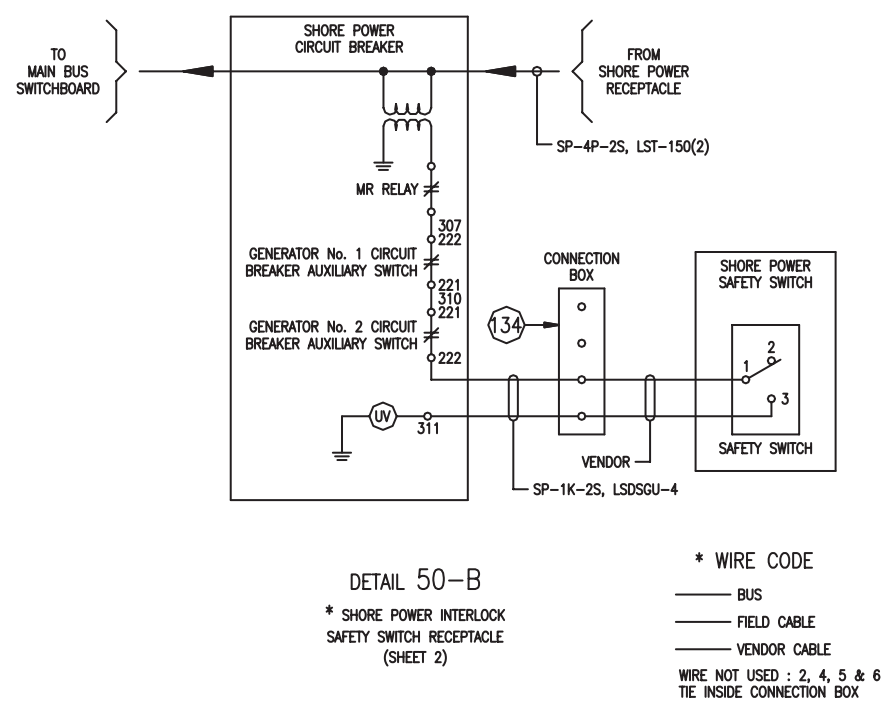 SHORE POWER
CIRCUIT BREAKER
TO
MAIN BUS
SWITCHBOARD
FROM
SHORE POWER
RECEPTACLE
SP-4P-2S, LST-150(2)
MR RELAY
307
222
GENERATOR No. 1 CIRCUIT
BREAKER AUXILIARY SWITCH
221
310
221
GENERATOR No. 2 CIRCUIT
BREAKER AUXILIARY SWITCH
222
UV
311
CONNECTION
BOX
134
SHORE POWER
SAFETY SWITCH
1
2
3
SAFETY SWITCH
VENDOR
SP-1K-2S, LSDSGU-4
DETAIL 50-B
* SHORE POWER INTERLOCK
SAFETY SWITCH RECEPTACLE
(SHEET 2)
* WIRE CODE
BUS
FIELD CABLE
VENDOR CABLE
WIRE NOT USED : 2, 4, 5 & 6
TIE INSIDE CONNECTION BOX